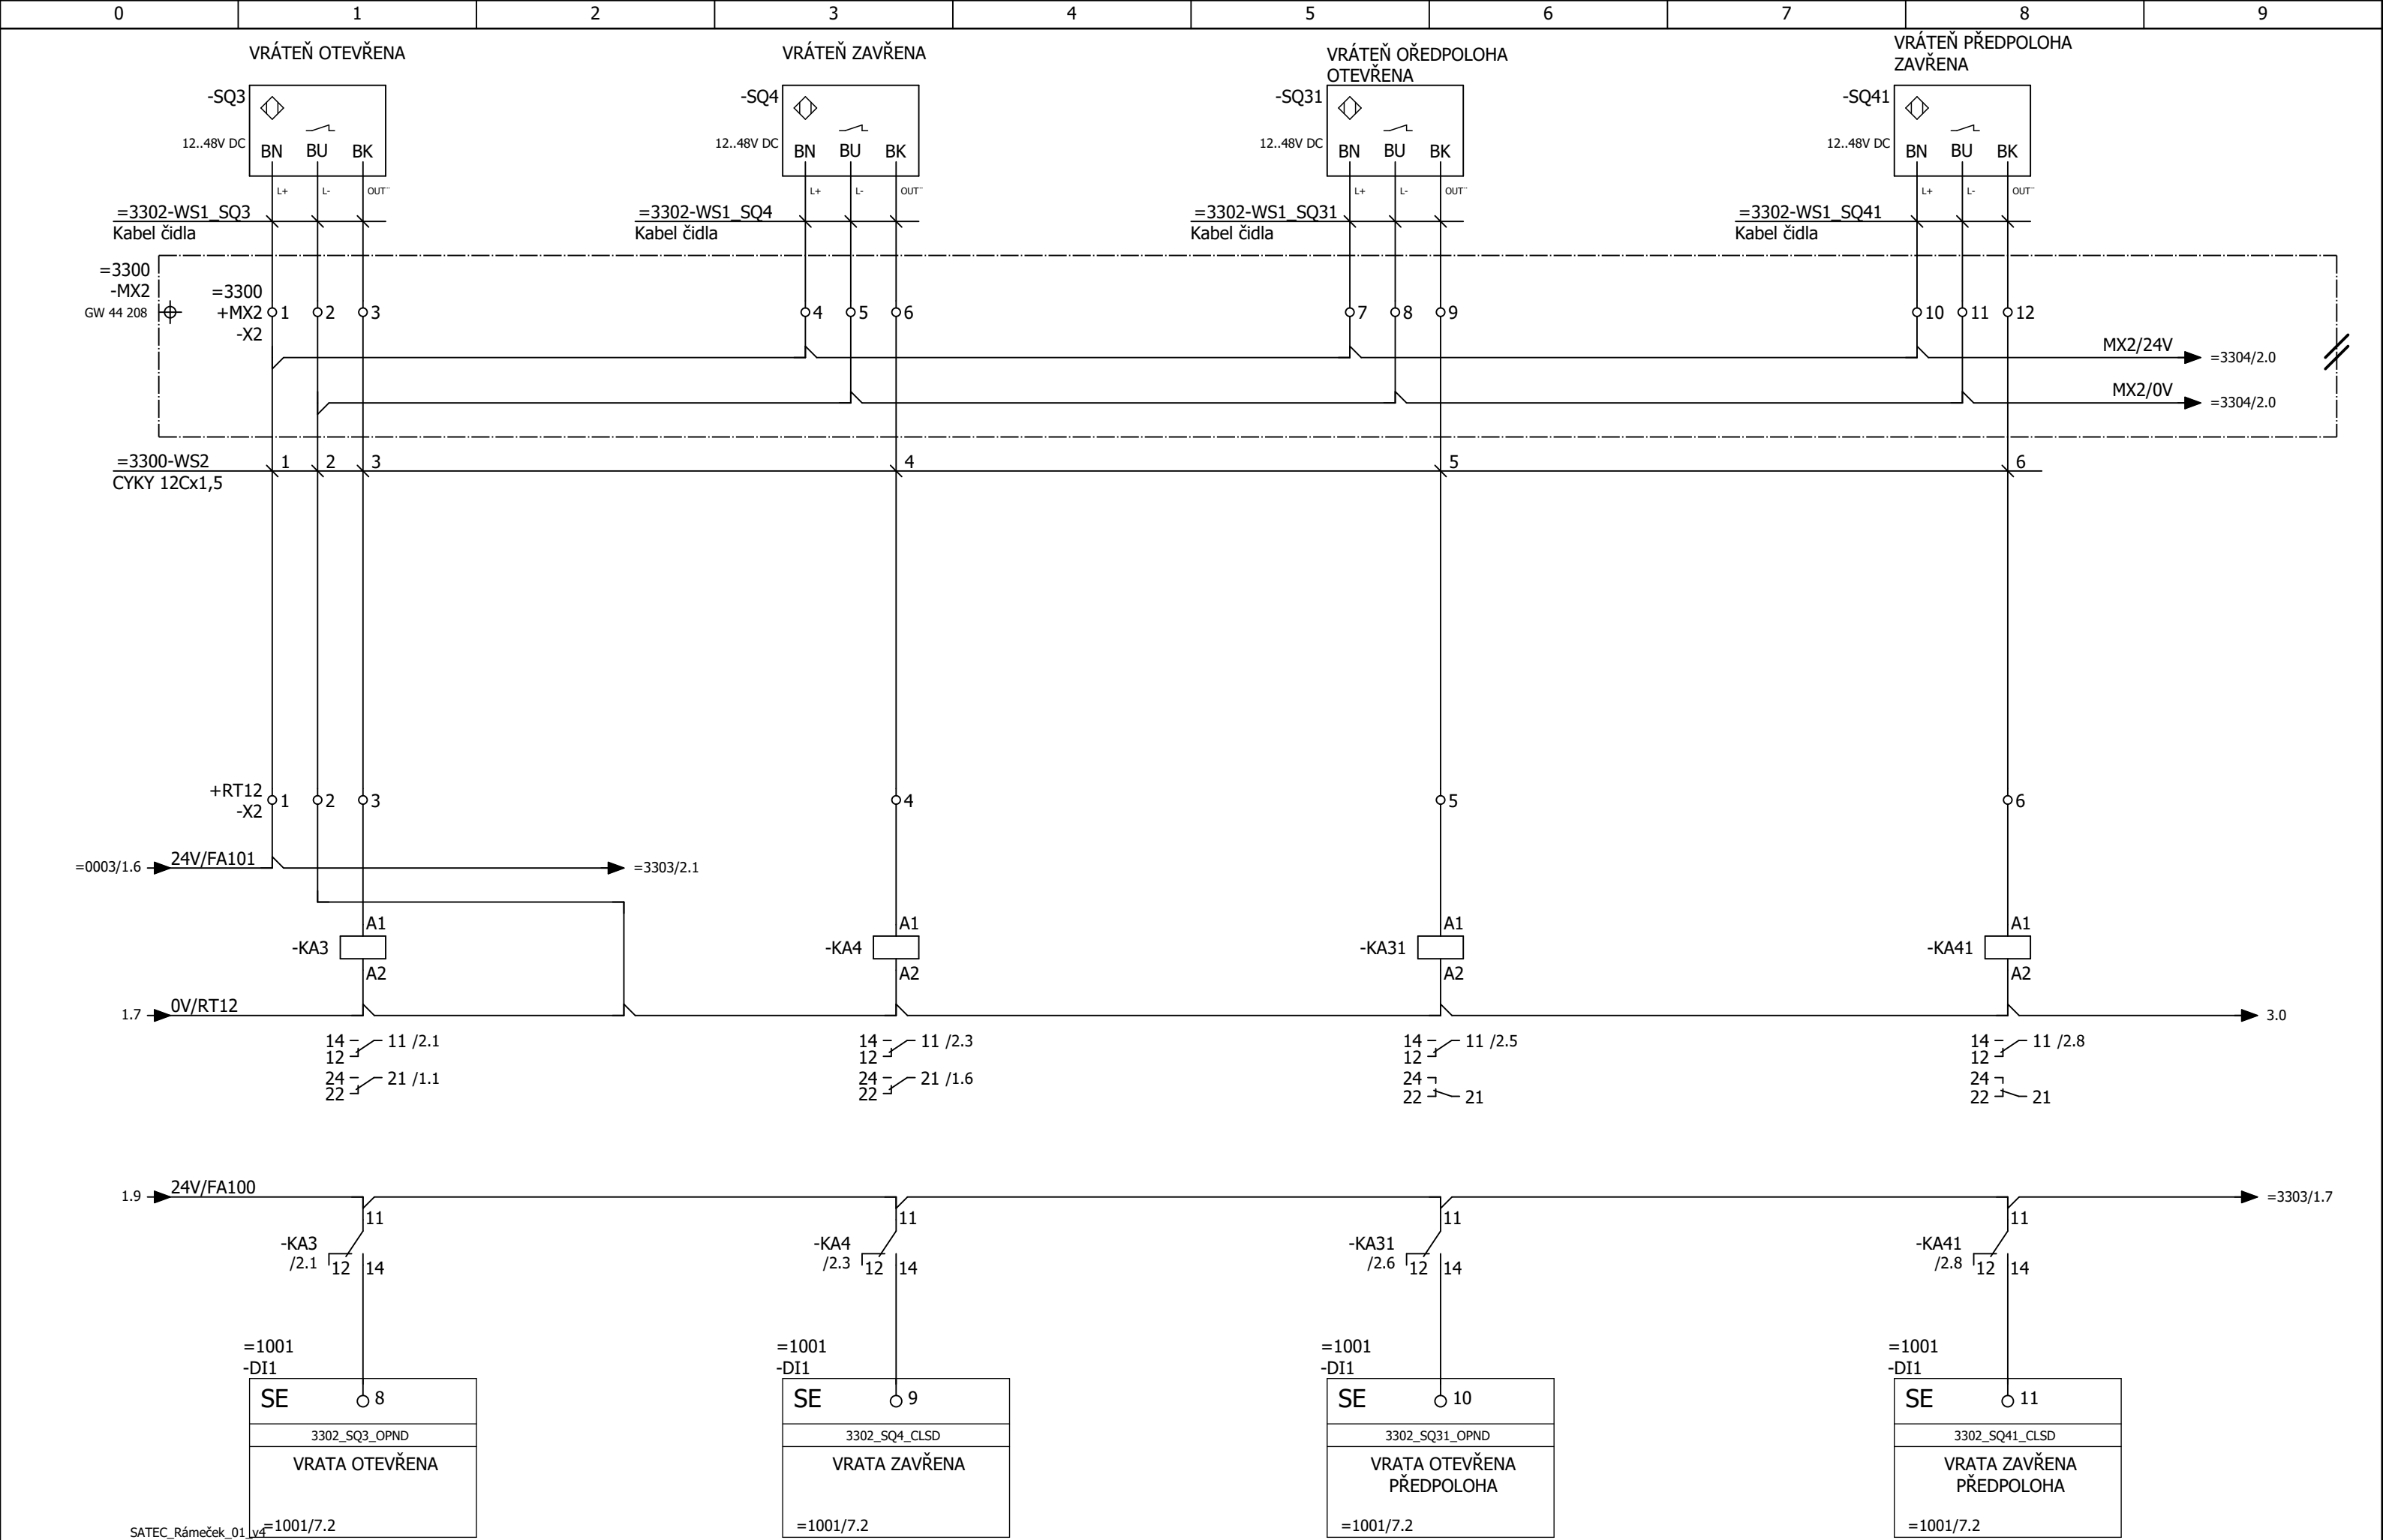 0 1 2 3 4 5 6 7 8 9
VRÁTEŇ OTEVŘENA
VRÁTEŇ ZAVŘENA
VRÁTEŇ OŘEDPOLOHA
OTEVŘENA
VRÁTEŇ PŘEDPOLOHA
ZAVŘENA
-SQ3
12..48V DC
BN BU BK
L+ L- OUT¨
-SQ4
12..48V DC
BN BU BK
L+ L- OUT¨
-SQ31
12..48V DC
BN BU BK
L+ L- OUT¨
-SQ41
12..48V DC
BN BU BK
L+ L- OUT¨
=3302-WS1_SQ3
Kabel čidla
=3302-WS1_SQ4
Kabel čidla
=3302-WS1_SQ31
Kabel čidla
=3302-WS1_SQ41
Kabel čidla
=3300
-MX2
GW 44 208
=3300
+MX2
-X2
1 2 3 4 5 6 7 8 9 10 11 12
MX2/24V =3304/2.0
MX2/0V =3304/2.0
=3300-WS2
CYKY 12Cx1,5
1 2 3 4 5 6
+RT12
-X2
1 2 3 4 5 6
=0003/1.6 24V/FA101 =3303/2.1
A1
-KA3
A2
A1
-KA4
A2
A1
-KA31
A2
A1
-KA41
A2
1.7 0V/RT12 3.0
14 11 /2.1
12
24 21 /1.1
22
14 11 /2.3
12
24 21 /1.6
22
14 11 /2.5
12
24
22 21
14 11 /2.8
12
24
22 21
1.9 24V/FA100 =3303/1.7
11
-KA3
/2.1 12 14
11
-KA4
/2.3 12 14
11
-KA31
/2.6 12 14
11
-KA41
/2.8 12 14
=1001
-DI1
SE 8
3302_SQ3_OPND
VRATA OTEVŘENA
=1001/7.2
=1001
-DI1
SE 9
3302_SQ4_CLSD
VRATA ZAVŘENA
=1001/7.2
=1001
-DI1
SE 10
3302_SQ31_OPND
VRATA OTEVŘENA
PŘEDPOLOHA
=1001/7.2
=1001
-DI1
SE 11
3302_SQ41_CLSD
VRATA ZAVŘENA
PŘEDPOLOHA
=1001/7.2
SATEC_Rámeček_01_v4